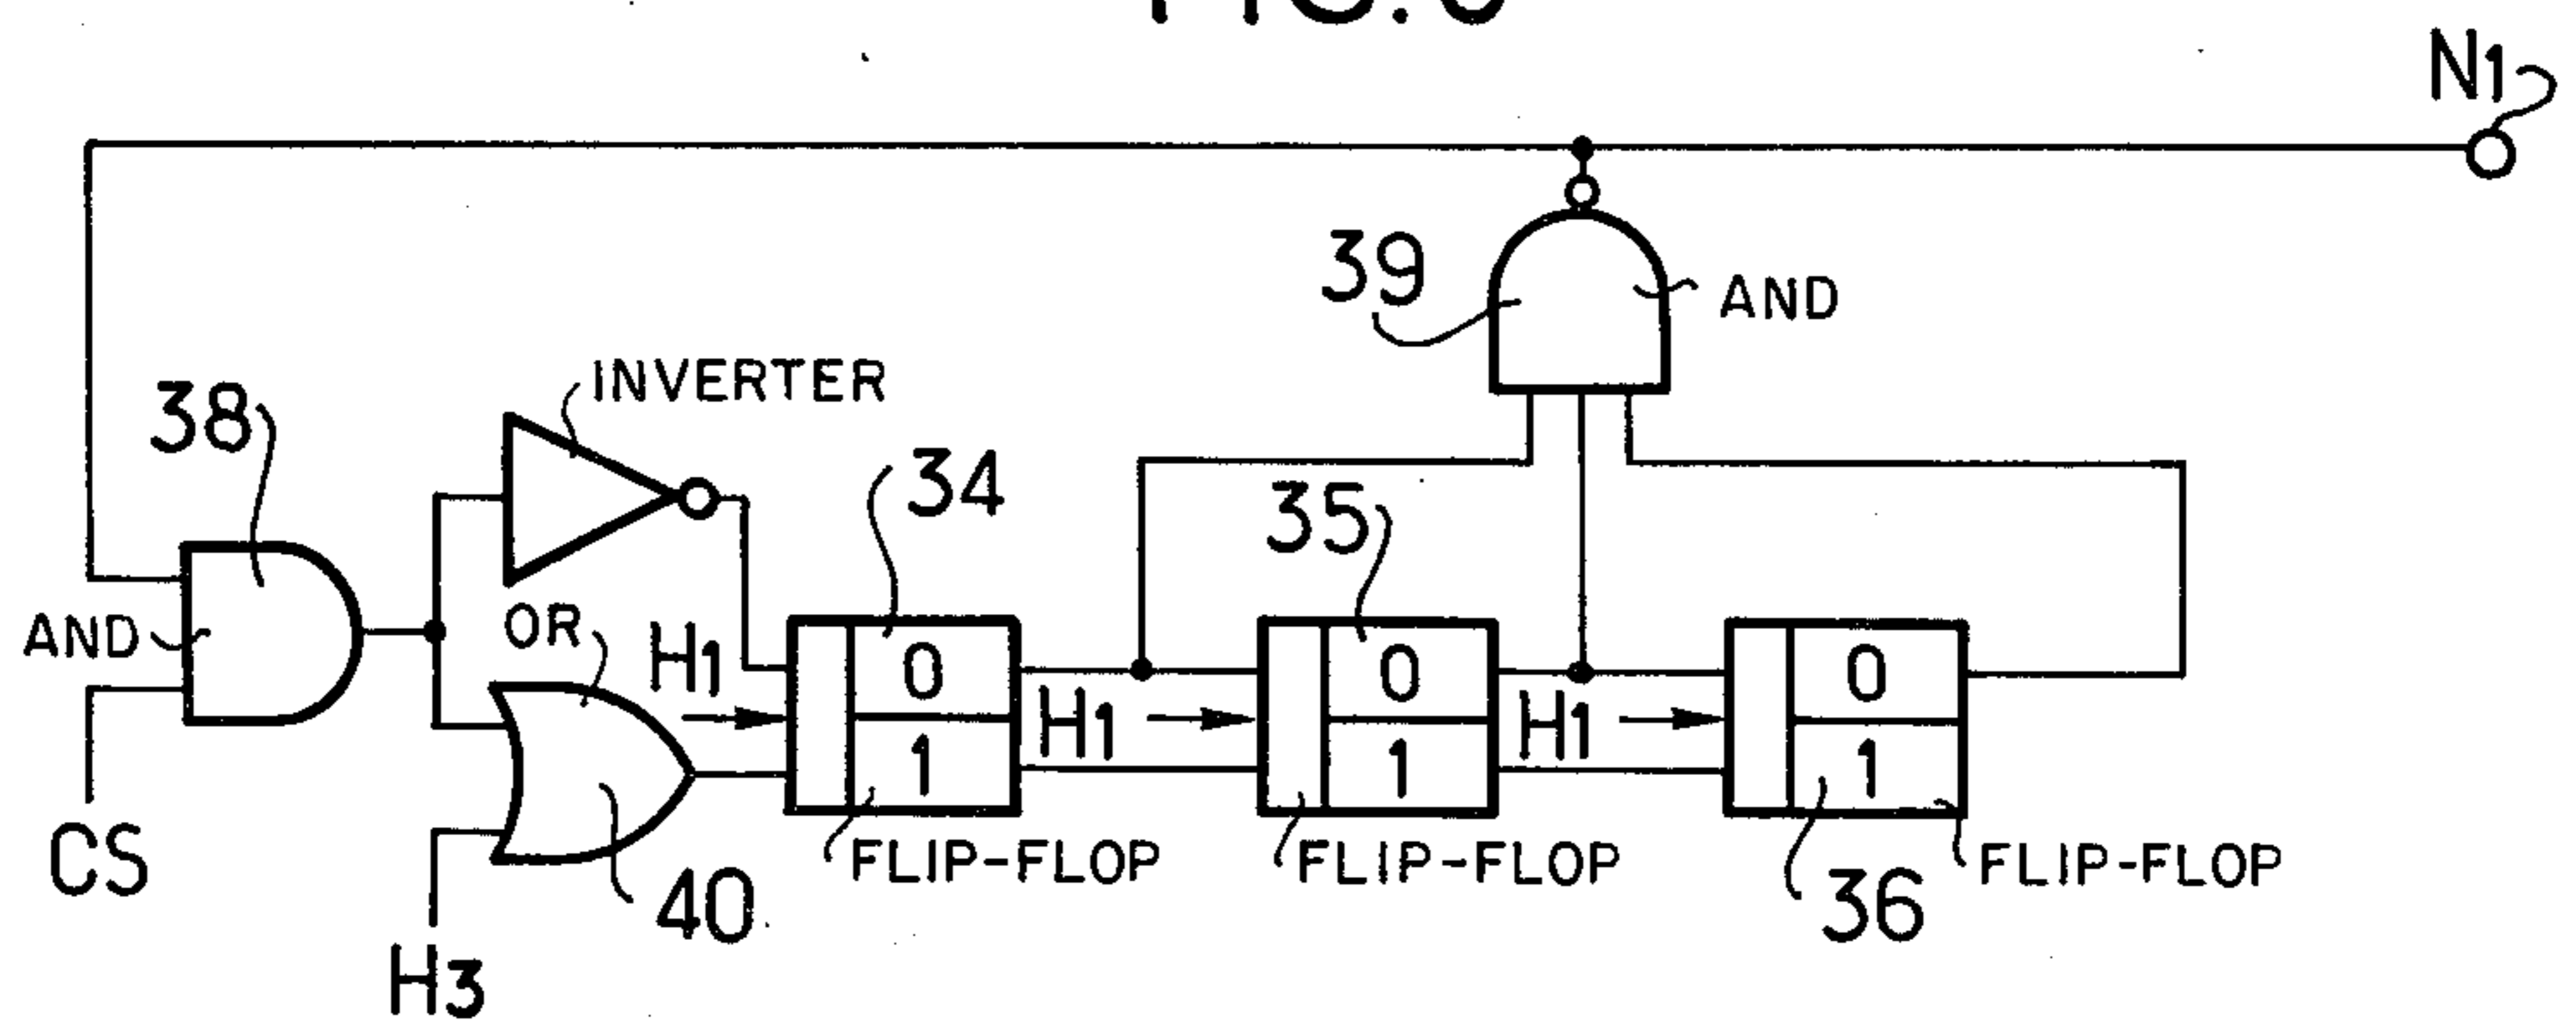 N1
39
AND
INVERTER
38
34
35
AND
OR
H1
0
1
H1
0
1
H1
0
1
CS
FLIP-FLOP
FLIP-FLOP
FLIP-FLOP
40
36
H3